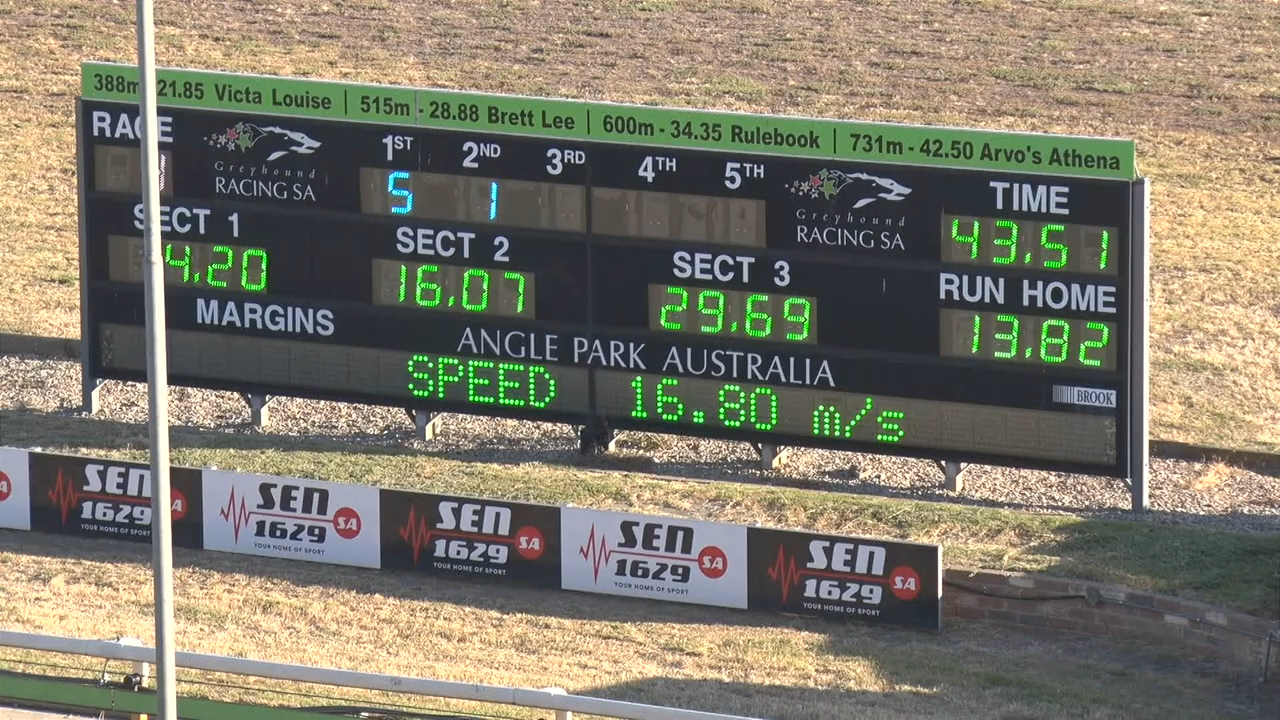 388m 21.85 Victa Louise | 515m - 28.88 Brett Lee | 600m - 34.35 Rulebook | 731m - 42.50 Arvo's Athena
RACE
Greyhound
RACING SA
1ST 2ND 3RD 4TH 5TH
5 1
Greyhound
RACING SA
TIME
43.51
SECT 1
4.20
SECT 2
16.07
SECT 3
29.69
RUN HOME
13.82
MARGINS
ANGLE PARK AUSTRALIA
SPEED 16.80 m/s
BROOK
SEN SA
1629
YOUR HOME OF SPORT
SEN SA
1629
YOUR HOME OF SPORT
SEN SA
1629
YOUR HOME OF SPORT
SEN SA
1629
YOUR HOME OF SPORT
SEN SA
1629
YOUR HOME OF SPORT